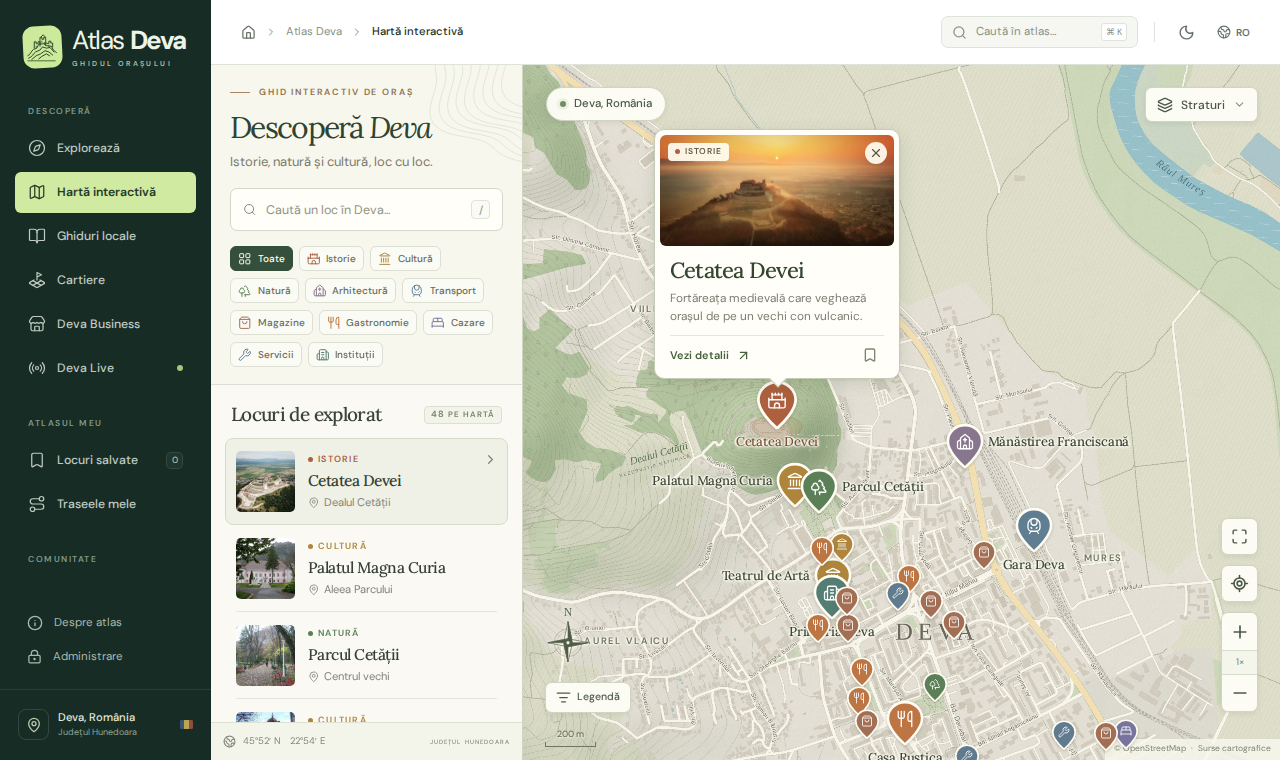 Atlas Deva
GHIDUL ORAȘULUI
DESCOPERĂ
Explorează
Hartă interactivă
Ghiduri locale
Cartiere
Deva Business
Deva Live
ATLASUL MEU
Locuri salvate
0
Traseele mele
COMUNITATE
Despre atlas
Administrare
Deva, România
Județul Hunedoara
Atlas Deva
Hartă interactivă
Caută în atlas...
⌘ K
RO
GHID INTERACTIV DE ORAȘ
Descoperă Deva
Istorie, natură și cultură, loc cu loc.
Caută un loc în Deva...
/
Toate
Istorie
Cultură
Natură
Arhitectură
Transport
Magazine
Gastronomie
Cazare
Servicii
Instituții
Locuri de explorat
48 PE HARTĂ
ISTORIE
Cetatea Devei
Dealul Cetății
CULTURĂ
Palatul Magna Curia
Aleea Parcului
NATURĂ
Parcul Cetății
Centrul vechi
CULTURĂ
45°52' N 22°54' E
JUDEȚUL HUNEDOARA
Deva, România
Straturi
ISTORIE
Cetatea Devei
Fortăreața medievală care veghează
orașul de pe un vechi con vulcanic.
Vezi detalii
Râul Mureș
Cetatea Devei
Mănăstirea Franciscană
Dealul Cetății
Palatul Magna Curia
Parcul Cetății
Teatrul de Artă
Gara Deva
MUREȘ
DEVA
N
AUREL VLAICU
Legendă
200 m
Casa Rustica
1×
© OpenStreetMap · Surse cartografice